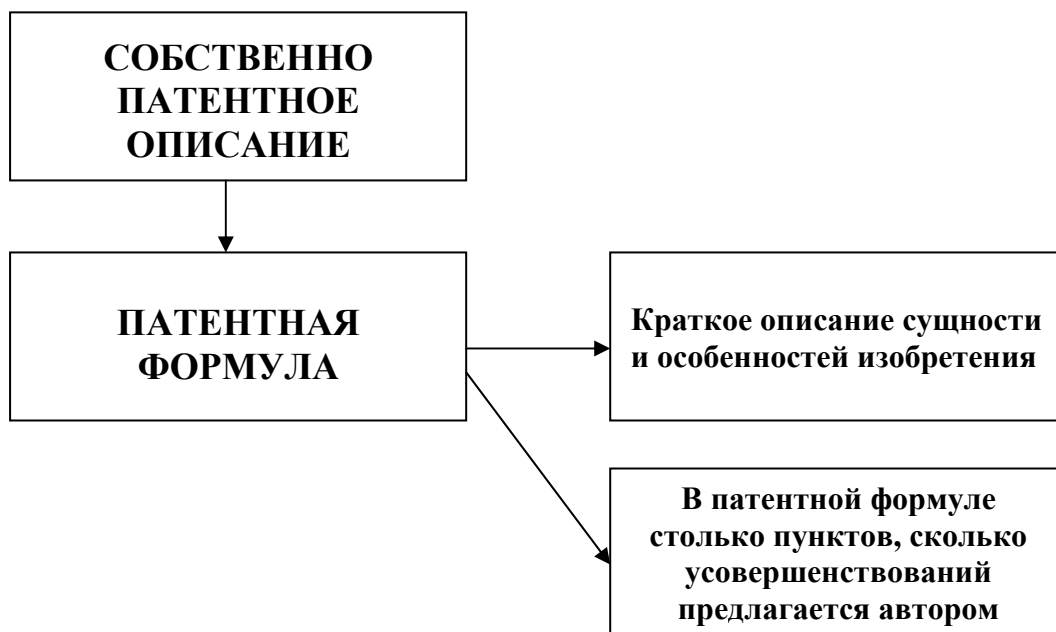 СОБСТВЕННО
ПАТЕНТНОЕ
ОПИСАНИЕ
ПАТЕНТНАЯ
ФОРМУЛА
Краткое описание сущности
и особенностей изобретения
В патентной формуле
столько пунктов, сколько
усовершенствований
предлагается автором